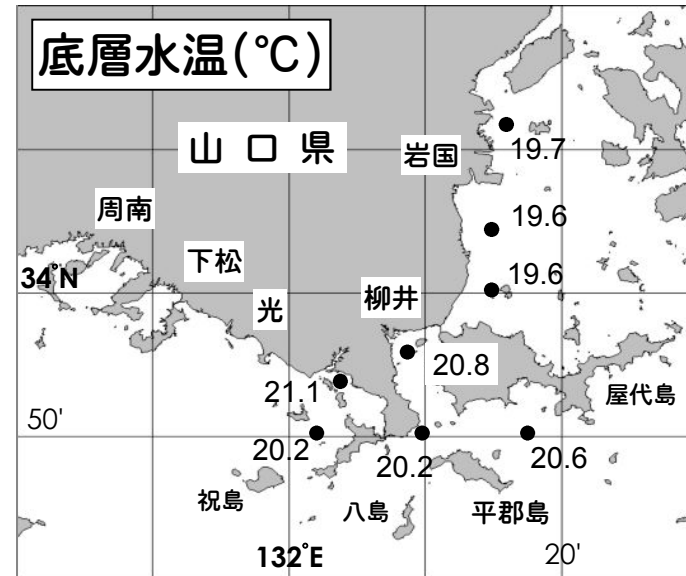 底層水温(℃)
山口県
岩国
19.7
周南
19.6
下松
34°N
19.6
光
柳井
20.8
21.1
屋代島
50'
20.2
20.2
20.6
祝島
八島
平郡島
132°E
20'